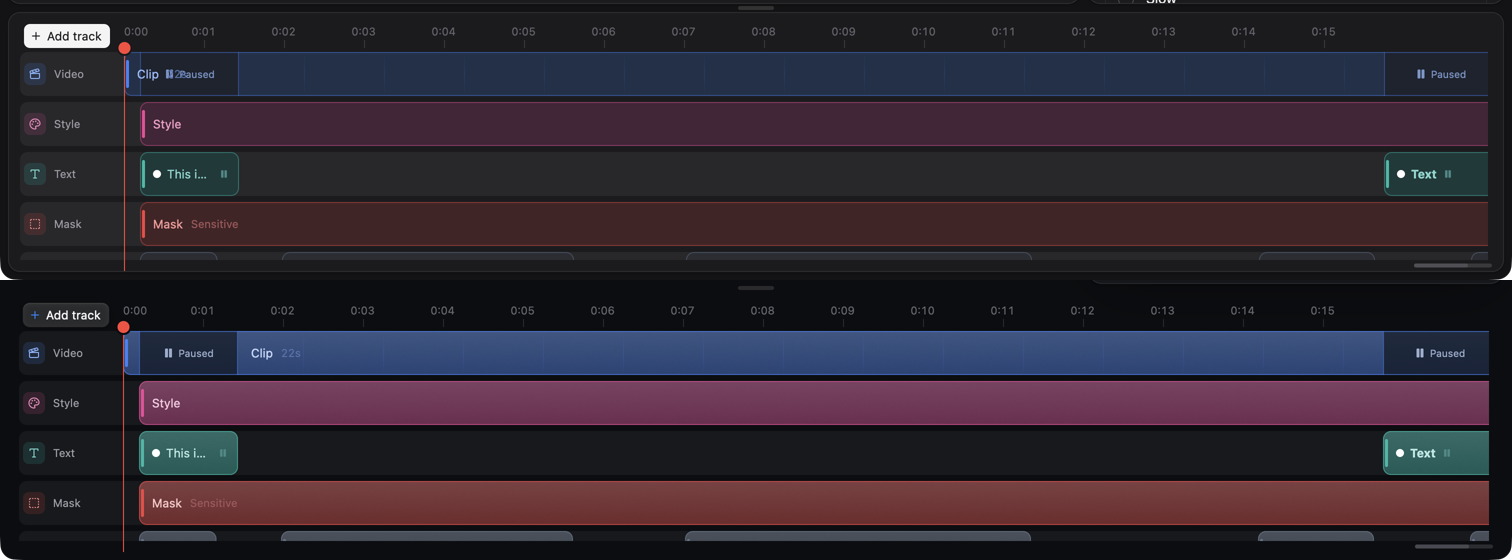 Slow
+ Add track 0:00 0:01 0:02 0:03 0:04 0:05 0:06 0:07 0:08 0:09 0:10 0:11 0:12 0:13 0:14 0:15
Video Clip Paused Paused
Style Style
Text This i... Text
Mask Mask Sensitive
+ Add track 0:00 0:01 0:02 0:03 0:04 0:05 0:06 0:07 0:08 0:09 0:10 0:11 0:12 0:13 0:14 0:15
Video Paused Clip 22s Paused
Style Style
Text This i... Text
Mask Mask Sensitive